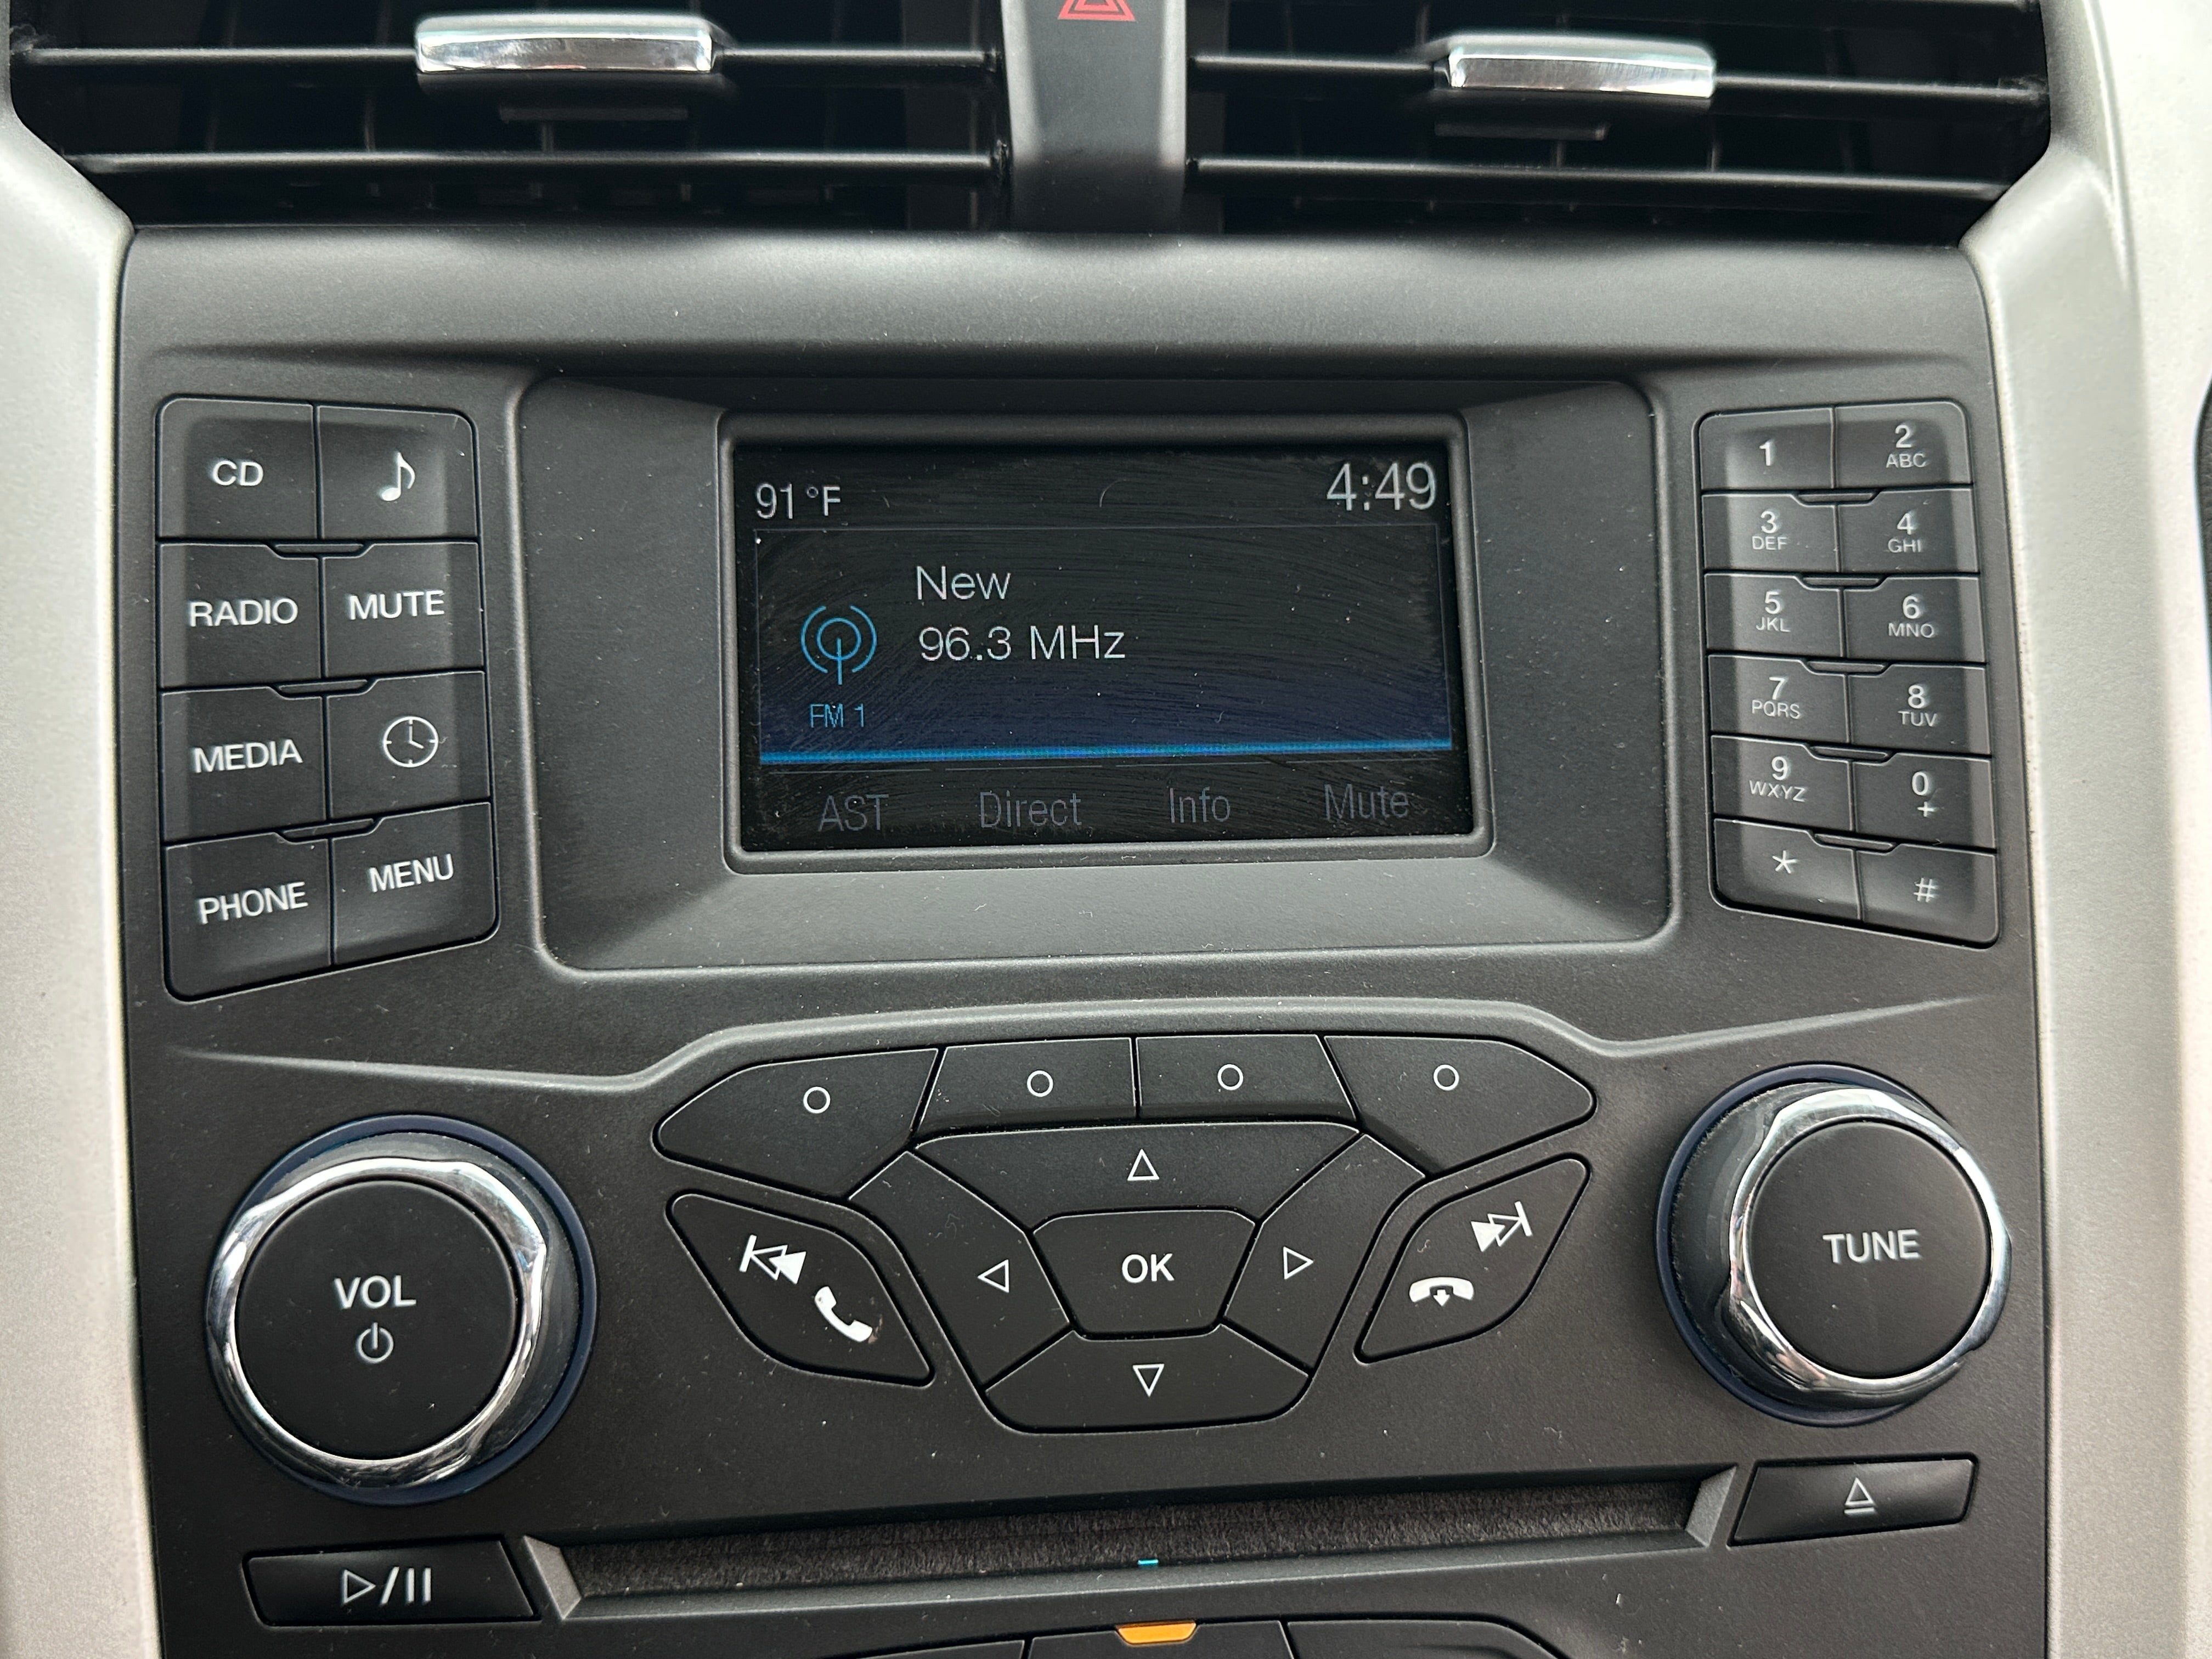 91°F 4:49
New
96.3 MHz
FM 1
AST Direct Info Mute
CD
RADIO MUTE
MEDIA
PHONE MENU
1 2 ABC
3 DEF 4 GHI
5 JKL 6 MNO
7 PQRS 8 TUV
9 WXYZ 0 +
* #
VOL
OK
TUNE